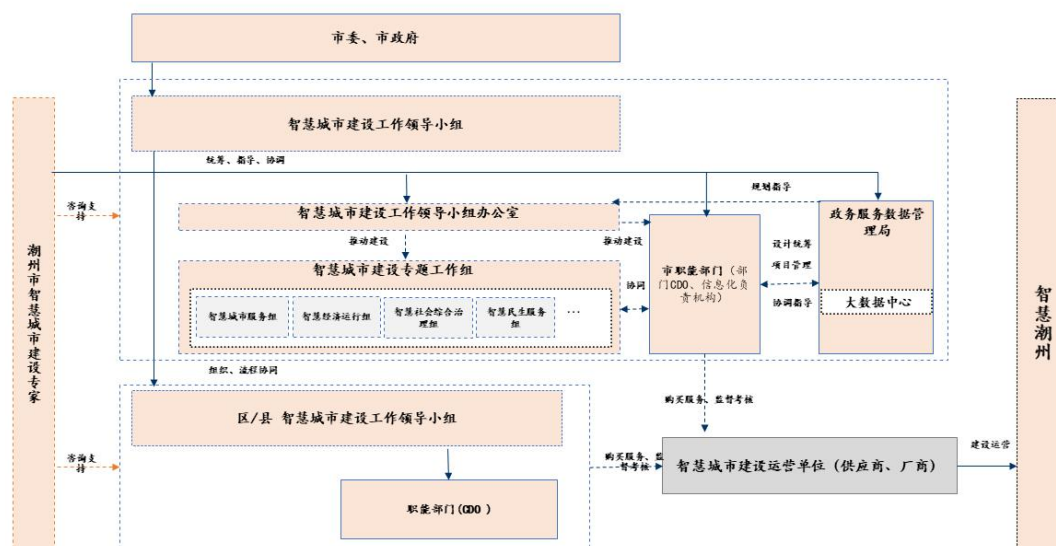 市委、市政府
智慧城市建设工作领导小组
统筹、指导、协调
规划指导
咨询支
持
智慧城市建设工作领导小组办公室
推动建设
推动建设
政务服务数据管
理局
设计统筹
项目管理
协调指导
大数据中心
市职能部门（部
门CDO、信息化负
责机构）
协同
智慧城市建设专题工作组
智慧城市服务组
智慧经济运行组
智慧社会综合治
理组
智慧民生服务
组
...
潮州市智慧城市建设专家
智慧潮州
组织、流程协同
区/县 智慧城市建设工作领导小组
购买服务、监督考核
咨询支
持
购买服务、监
督考核
智慧城市建设运营单位（供应商、厂商）
建设运营
职能部门(CDO )